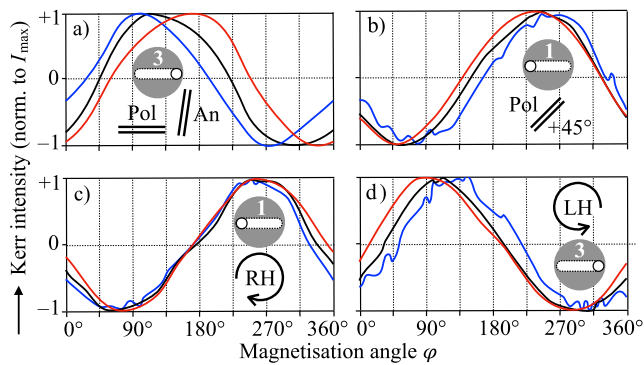 Kerr intensity (norm. to Imax)
+1
0
−1
a)
3
Pol
An
b)
1
Pol
+45°
+1
0
+1
c)
1
RH
d)
LH
3
0°
90°
180°
270°
360°
0°
90°
180°
270°
360°
Magnetisation angle φ